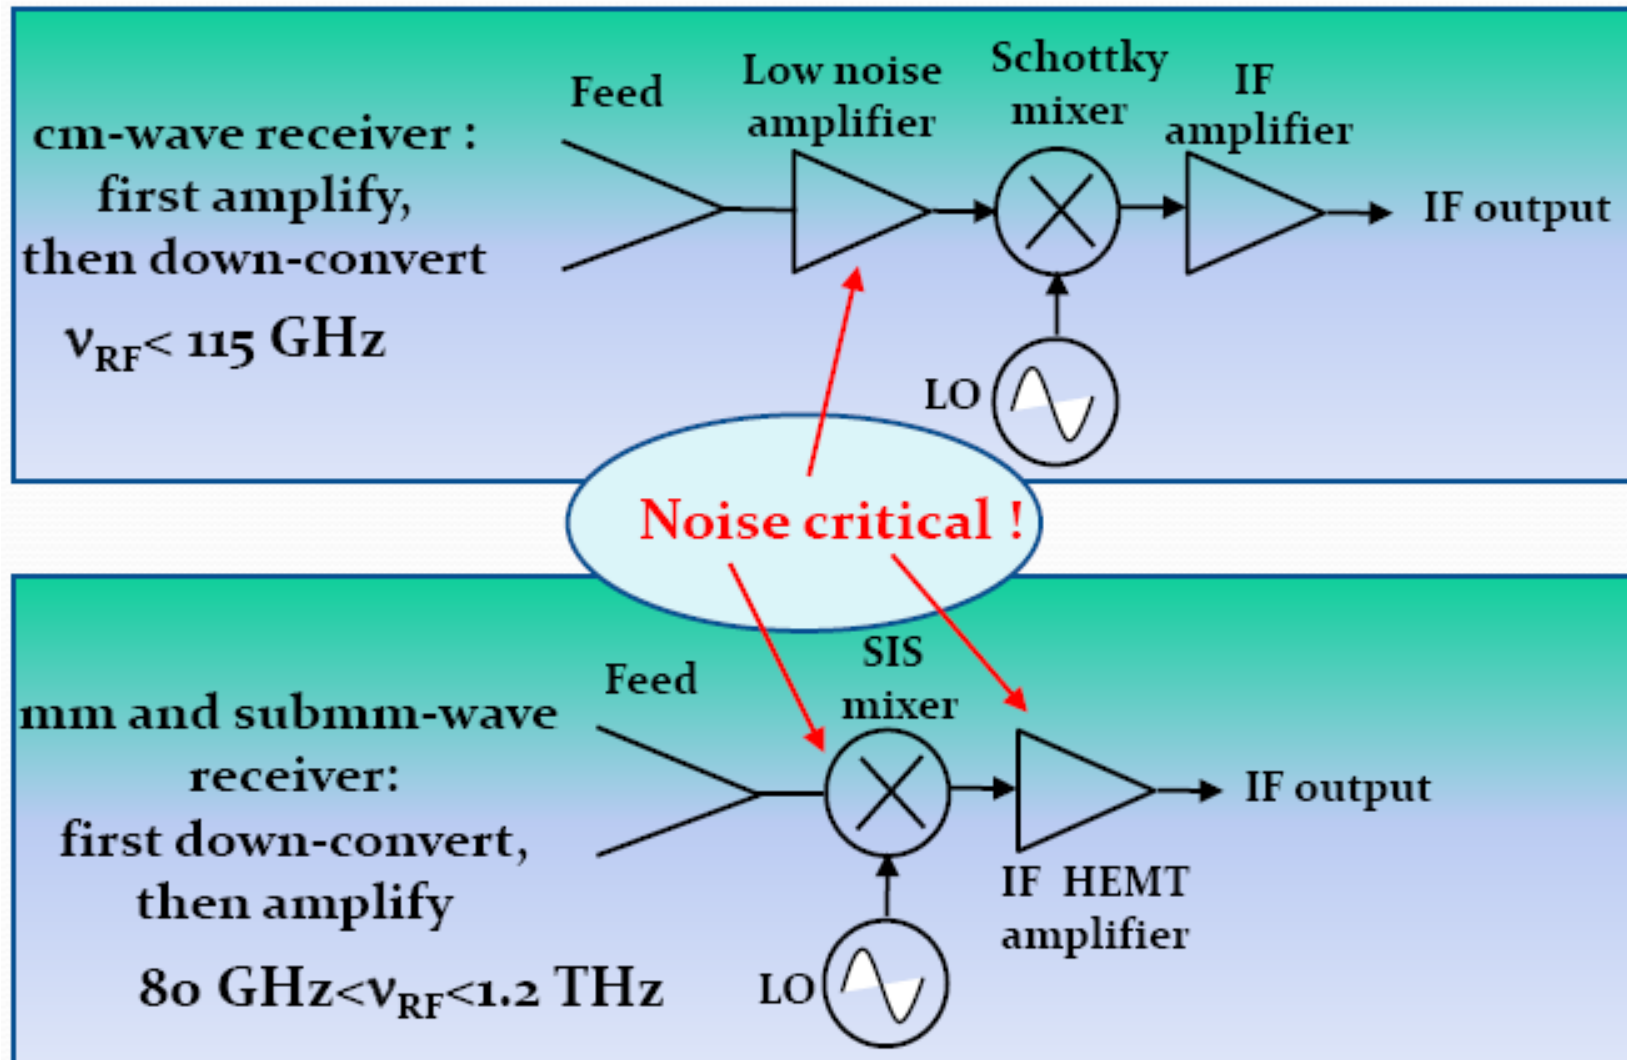 cm-wave receiver :
first amplify,
then down-convert
νRF< 115 GHz
Feed
Low noise
amplifier
Schottky
mixer
IF
amplifier
IF output
LO
Noise critical !
mm and submm-wave
receiver:
first down-convert,
then amplify
80 GHz<νRF<1.2 THz
Feed
SIS
mixer
IF HEMT
amplifier
IF output
LO